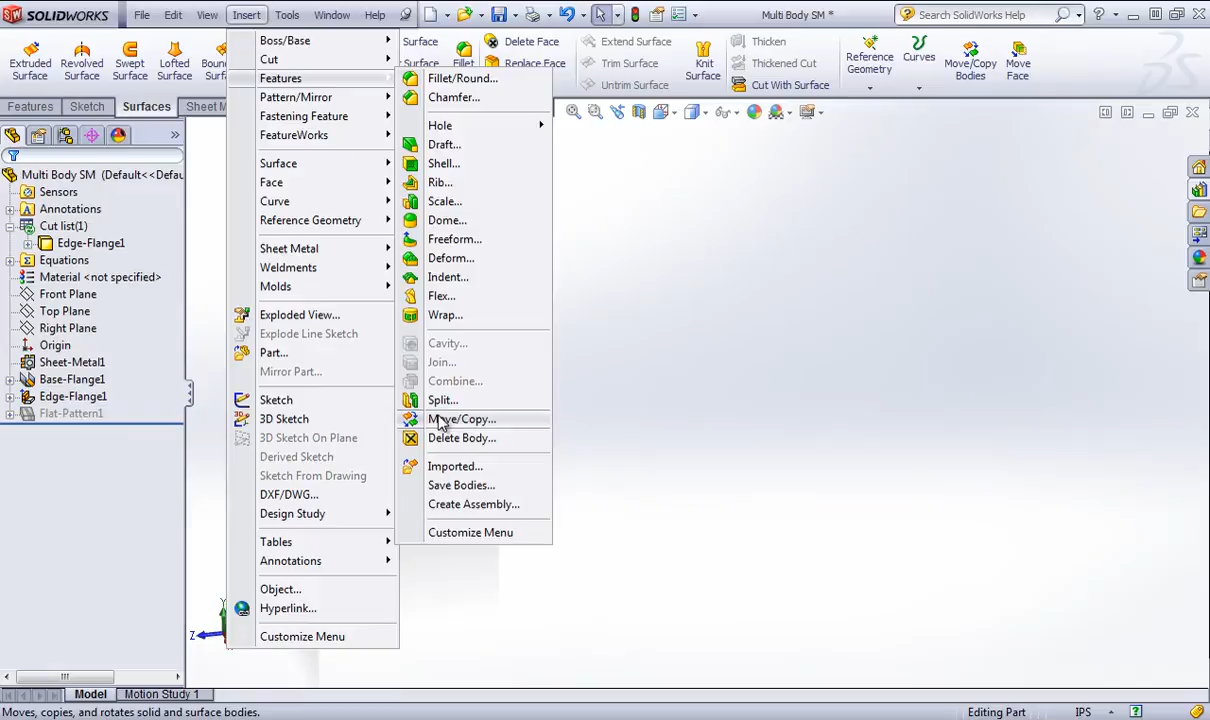 SOLIDWORKS File Edit View Insert Tools Window Help Multi Body SM * Search SolidWorks Help
Extruded Surface
Revolved Surface
Swept Surface
Lofted Surface
Surface
Fillet
Delete Face
Replace Face
Knit Surface
Extend Surface
Trim Surface
Untrim Surface
Thicken
Thickened Cut
Cut With Surface
Reference Geometry
Curves
Move/Copy Bodies
Move Face
Features Sketch Surfaces Sheet M
Multi Body SM (Default<<Defau
Sensors
Annotations
Cut list(1)
Edge-Flange1
Equations
Material <not specified>
Front Plane
Top Plane
Right Plane
Origin
Sheet-Metal1
Base-Flange1
Edge-Flange1
Flat-Pattern1
Boss/Base
Cut
Features
Pattern/Mirror
Fastening Feature
FeatureWorks
Surface
Face
Curve
Reference Geometry
Sheet Metal
Weldments
Molds
Exploded View...
Explode Line Sketch
Part...
Mirror Part...
Sketch
3D Sketch
3D Sketch On Plane
Derived Sketch
Sketch From Drawing
DXF/DWG...
Design Study
Tables
Annotations
Object...
Hyperlink...
Customize Menu
Fillet/Round...
Chamfer...
Hole
Draft...
Shell...
Rib...
Scale...
Dome...
Freeform...
Deform...
Indent...
Flex...
Wrap...
Cavity...
Join...
Combine...
Split...
Move/Copy...
Delete Body...
Imported...
Save Bodies...
Create Assembly...
Customize Menu
Z
Model Motion Study 1
Moves, copies, and rotates solid and surface bodies. Editing Part IPS